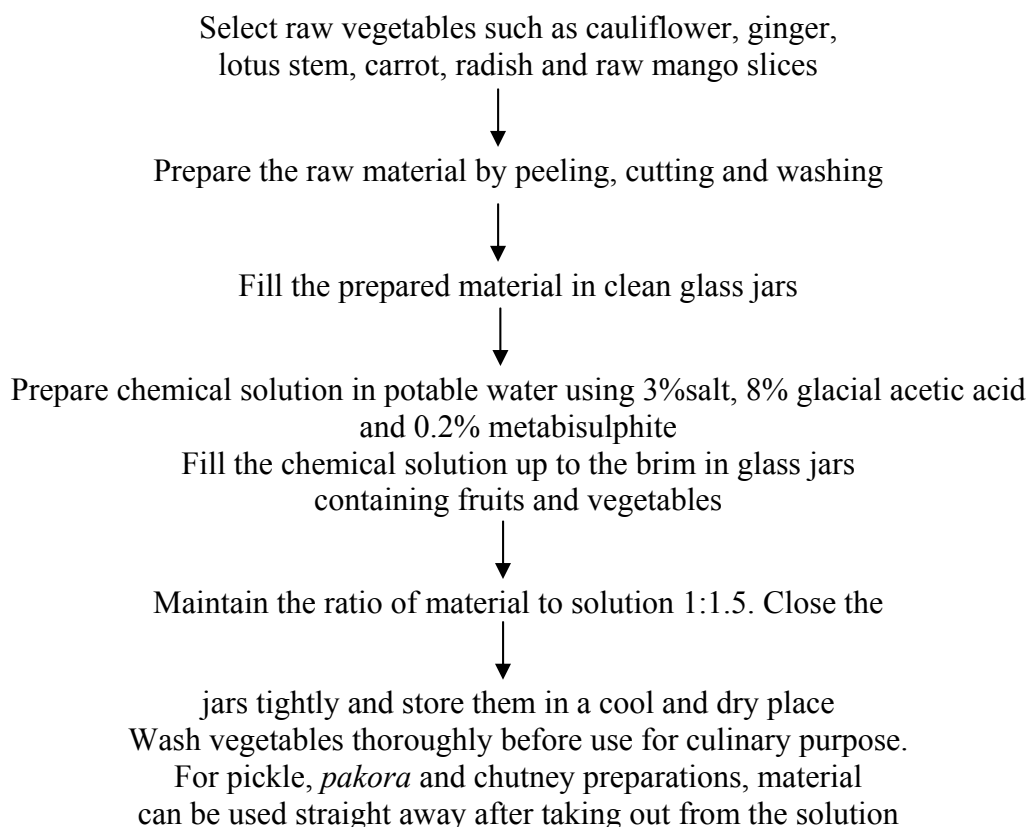 Select raw vegetables such as cauliflower, ginger,
lotus stem, carrot, radish and raw mango slices
Prepare the raw material by peeling, cutting and washing
Fill the prepared material in clean glass jars
Prepare chemical solution in potable water using 3%salt, 8% glacial acetic acid
and 0.2% metabisulphite
Fill the chemical solution up to the brim in glass jars
containing fruits and vegetables
Maintain the ratio of material to solution 1:1.5. Close the
jars tightly and store them in a cool and dry place
Wash vegetables thoroughly before use for culinary purpose.
For pickle, pakora and chutney preparations, material
can be used straight away after taking out from the solution